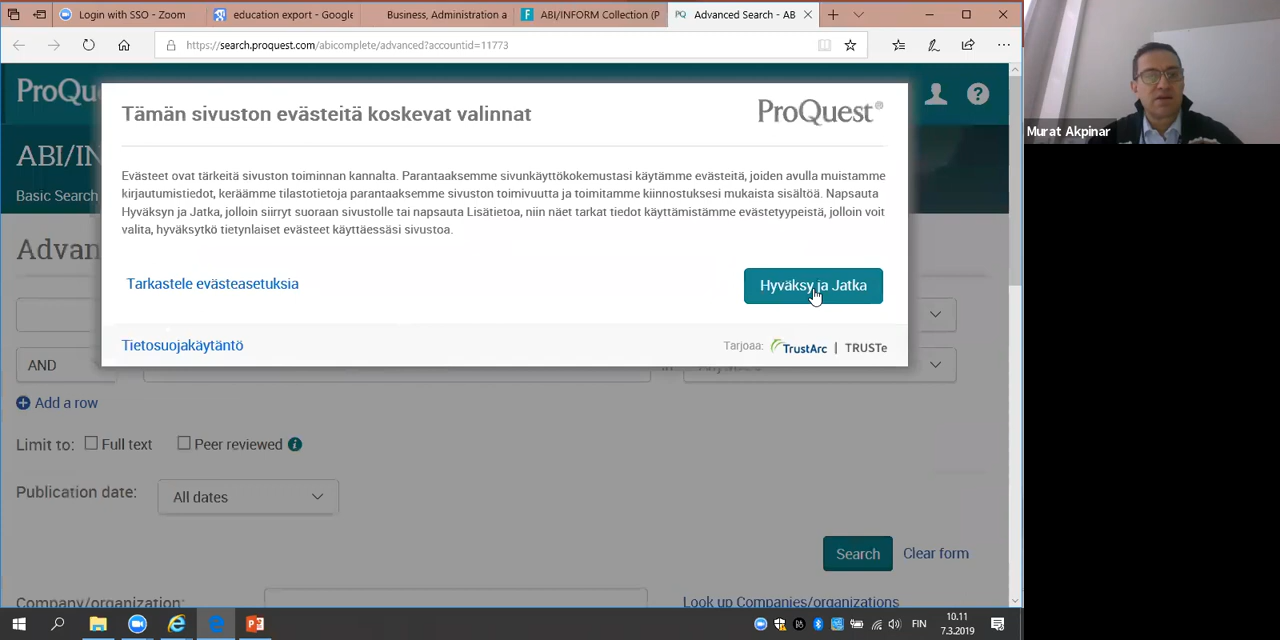 Login with SSO - Zoom
education export - Google
Business, Administration a
ABI/INFORM Collection (P
Advanced Search - AB
https://search.proquest.com/abicomplete/advanced?accountid=11773
ProQu
Tämän sivuston evästeitä koskevat valinnat
ProQuest®
Evästeet ovat tärkeitä sivuston toiminnan kannalta. Parantaaksemme sivunkäyttökokemustasi käytämme evästeitä, joiden avulla muistamme
kirjautumistiedot, keräämme tilastotietoja parantaaksemme sivuston toimivuutta ja toimitamme kiinnostuksesi mukaista sisältöä. Napsauta
Hyväksyn ja Jatka, jolloin siirryt suoraan sivustolle tai napsauta Lisätietoa, niin näet tarkat tiedot käyttämistämme evästetyypeistä, jolloin voit
valita, hyväksytkö tietynlaiset evästeet käyttäessäsi sivustoa.
Tarkastele evästeasetuksia
Hyväksy ja Jatka
Tietosuojakäytäntö
Tarjoaa: TrustArc | TRUSTe
ABI/IN
Basic Search
Advan
AND
Add a row
Limit to: Full text Peer reviewed
Publication date: All dates
Search Clear form
Company/organization:
Look up Companies/organizations
FIN
10.11
7.3.2019
Murat Akpinar